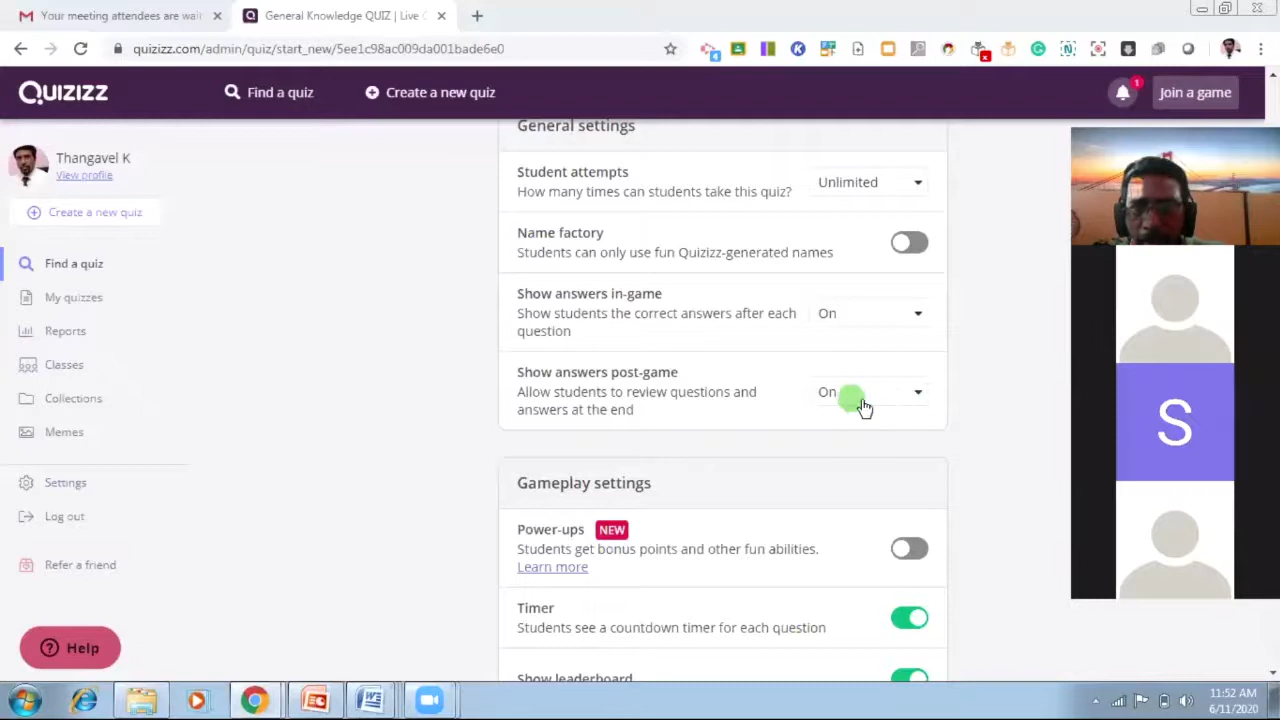 Your meeting attendees are wai
General Knowledge QUIZ | Live
quizizz.com/admin/quiz/start_new/5ee1c98ac009da001bade6e0
QUIZIZZ
Find a quiz
Create a new quiz
1
Join a game
Thangavel K
View profile
Create a new quiz
Find a quiz
My quizzes
Reports
Classes
Collections
Memes
Settings
Log out
Refer a friend
Help
General settings
Student attempts
How many times can students take this quiz?
Unlimited
Name factory
Students can only use fun Quizizz-generated names
Show answers in-game
Show students the correct answers after each
question
On
Show answers post-game
Allow students to review questions and
answers at the end
On
Gameplay settings
Power-ups NEW
Students get bonus points and other fun abilities.
Learn more
Timer
Students see a countdown timer for each question
Show leaderboard
S
11:52 AM
6/11/2020